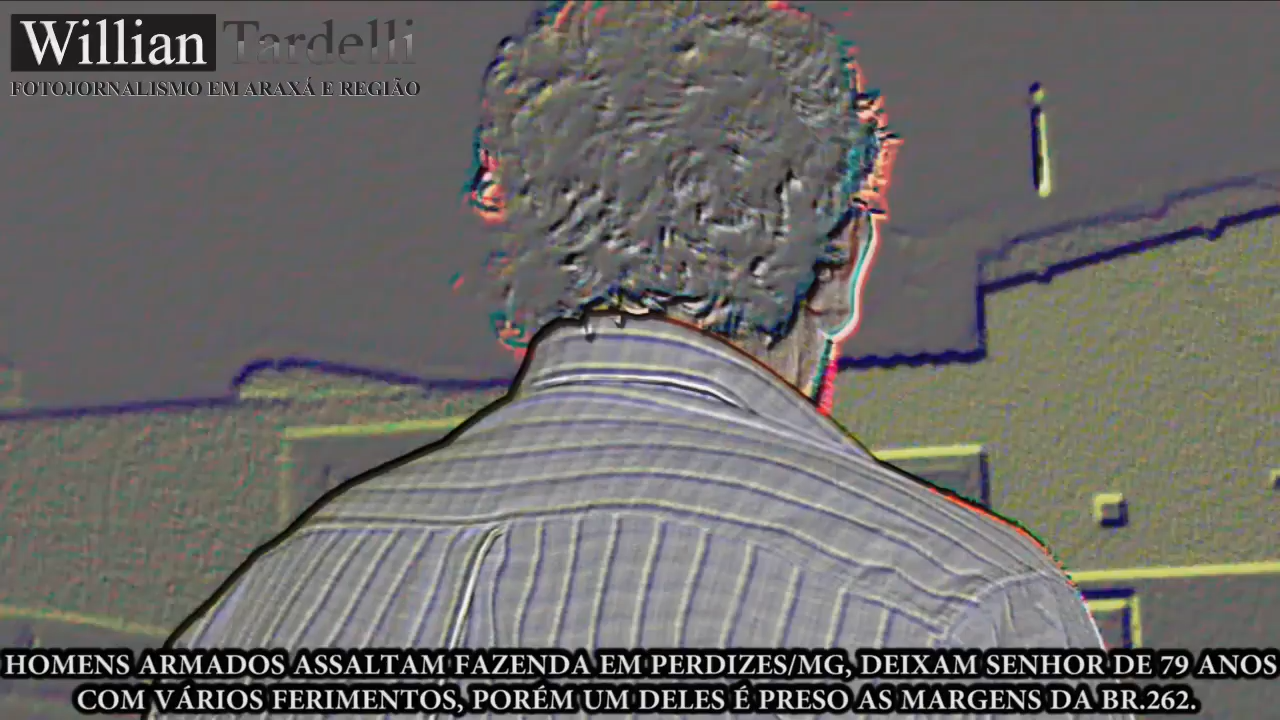 Willian Tardelli
FOTOJORNALISMO EM ARAXÁ E REGIÃO
HOMENS ARMADOS ASSALTAM FAZENDA EM PERDIZES/MG, DEIXAM SENHOR DE 79 ANOS
COM VÁRIOS FERIMENTOS, PORÉM UM DELES É PRESO AS MARGENS DA BR.262.